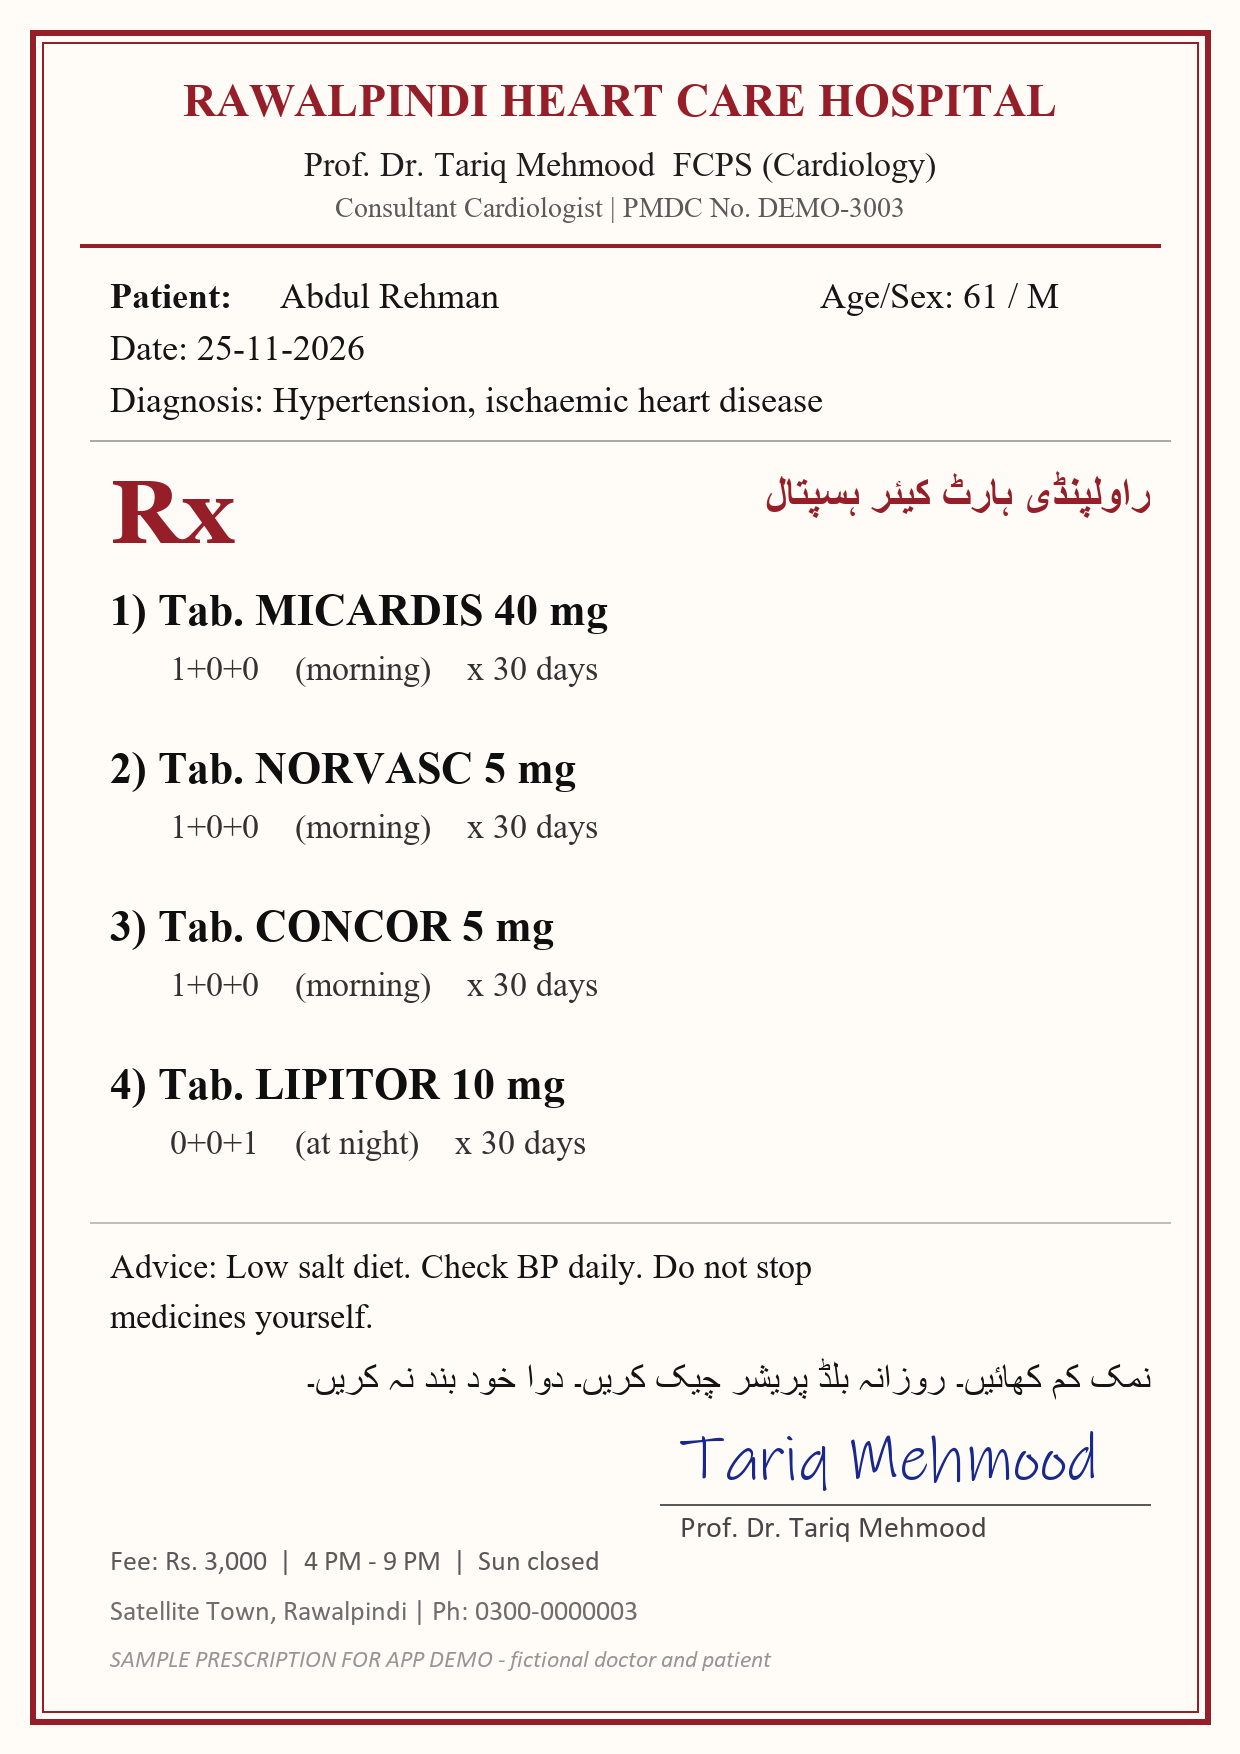 RAWALPINDI HEART CARE HOSPITAL
Prof. Dr. Tariq Mehmood FCPS (Cardiology)
Consultant Cardiologist | PMDC No. DEMO-3003
Patient: Abdul Rehman Age/Sex: 61 / M
Date: 25-11-2026
Diagnosis: Hypertension, ischaemic heart disease
Rx
راولپنڈی ہارٹ کیئر ہسپتال
1) Tab. MICARDIS 40 mg
1+0+0 (morning) x 30 days
2) Tab. NORVASC 5 mg
1+0+0 (morning) x 30 days
3) Tab. CONCOR 5 mg
1+0+0 (morning) x 30 days
4) Tab. LIPITOR 10 mg
0+0+1 (at night) x 30 days
Advice: Low salt diet. Check BP daily. Do not stop
medicines yourself.
نمک کم کھائیں۔ روزانہ بلڈ پریشر چیک کریں۔ دوا خود بند نہ کریں۔
Tariq Mehmood
Prof. Dr. Tariq Mehmood
Fee: Rs. 3,000 | 4 PM - 9 PM | Sun closed
Satellite Town, Rawalpindi | Ph: 0300-0000003
SAMPLE PRESCRIPTION FOR APP DEMO - fictional doctor and patient